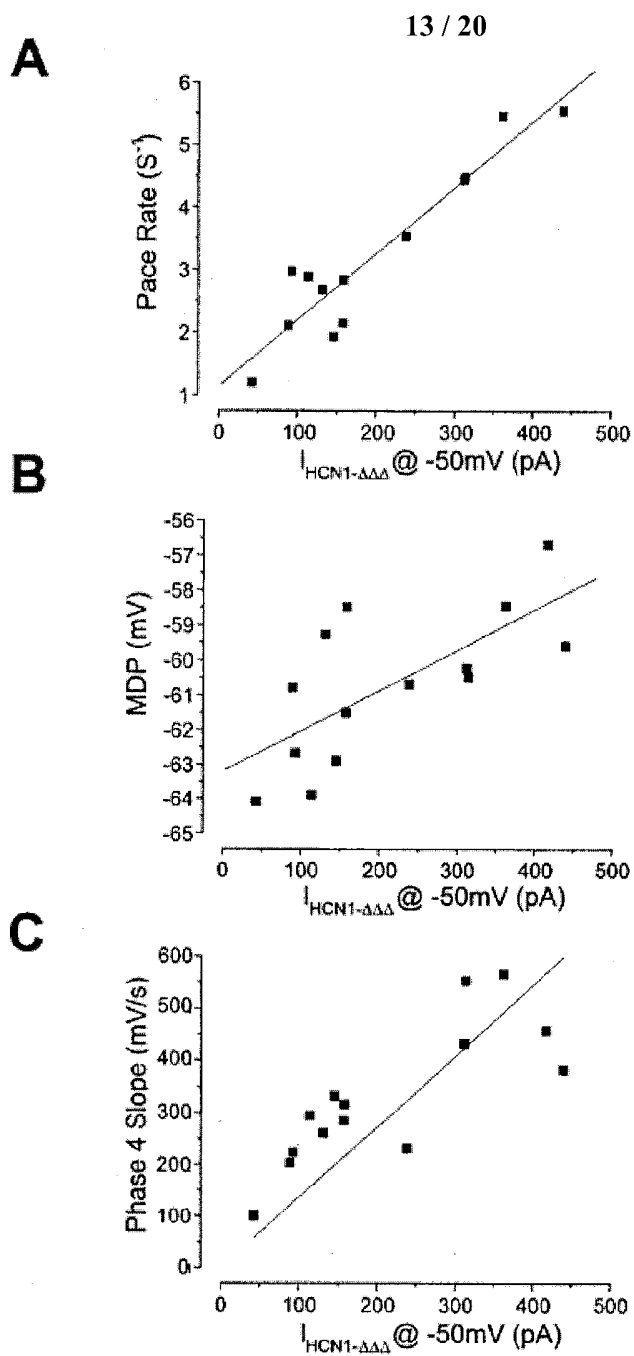 13 / 20
A
Pace Rate (S⁻¹)
6
5
4
3
2
1
0 100 200 300 400 500
I HCN1-ΔΔΔ @ -50mV (pA)
B
MDP (mV)
-56
-57
-58
-59
-60
-61
-62
-63
-64
-65
0 100 200 300 400 500
I HCN1-ΔΔΔ @ -50mV (pA)
C
Phase 4 Slope (mV/s)
600
500
400
300
200
100
0
0 100 200 300 400 500
I HCN1-ΔΔΔ @ -50mV (pA)